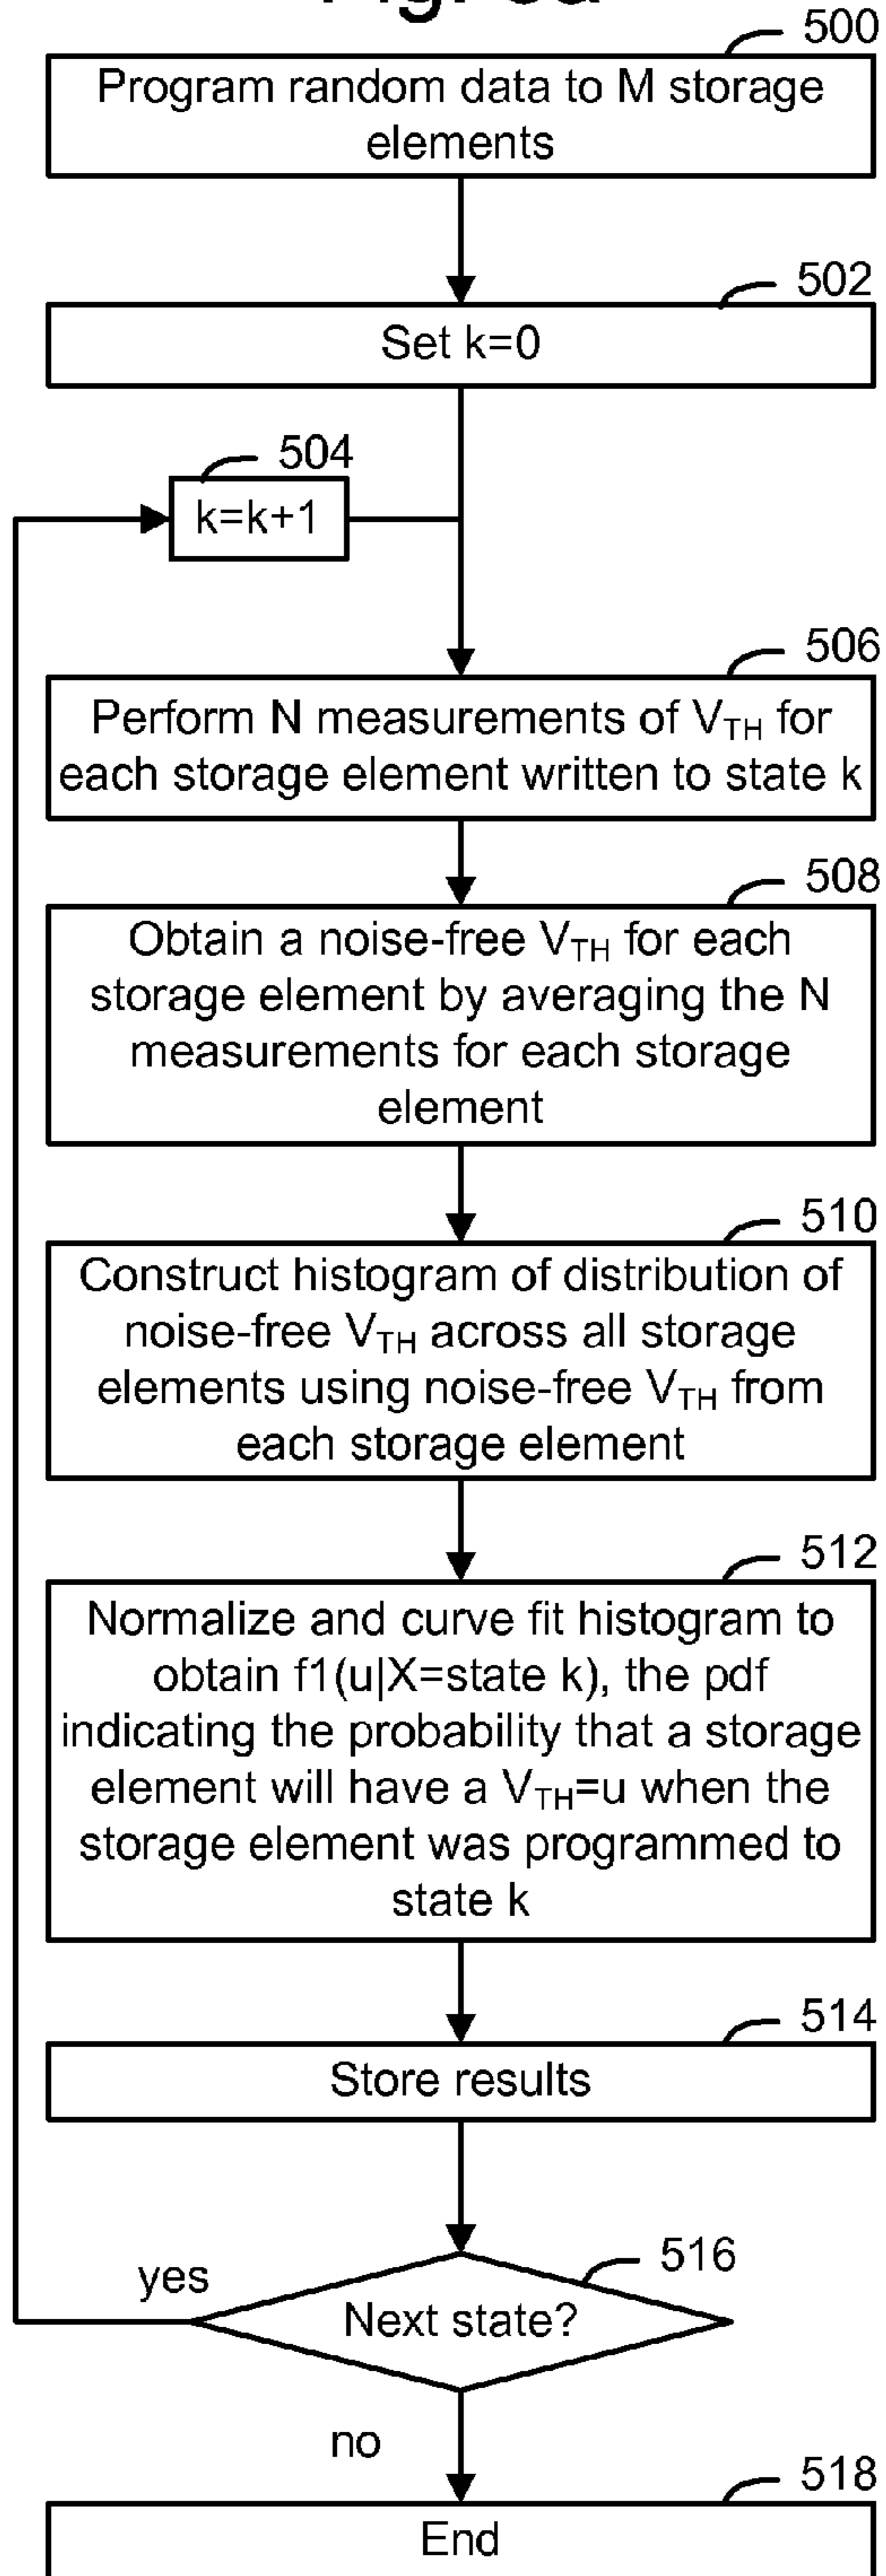 500
Program random data to M storage
elements
502
Set k=0
504
k=k+1
506
Perform N measurements of VTH for
each storage element written to state k
508
Obtain a noise-free VTH for each
storage element by averaging the N
measurements for each storage
element
510
Construct histogram of distribution of
noise-free VTH across all storage
elements using noise-free VTH from
each storage element
512
Normalize and curve fit histogram to
obtain f1(u|X=state k), the pdf
indicating the probability that a storage
element will have a VTH=u when the
storage element was programmed to
state k
514
Store results
516
yes
Next state?
no
518
End